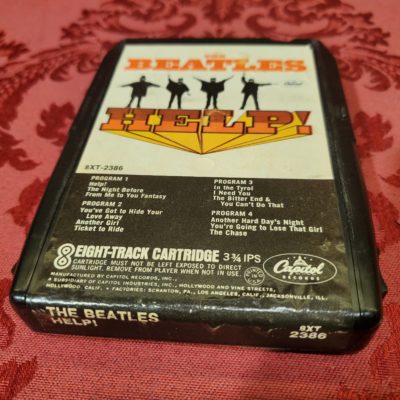 THE
BEATLES
HELP!
8XT-2386
PROGRAM 1
Help!
The Night Before
From Me to You Fantasy
PROGRAM 2
You've Got to Hide Your
Love Away
Another Girl
Ticket to Ride
PROGRAM 3
In the Tyrol
I Need You
The Bitter End &
You Can't Do That
PROGRAM 4
Another Hard Day's Night
You're Going to Lose That Girl
The Chase
8 EIGHT-TRACK CARTRIDGE 3¾ IPS
CARTRIDGE MUST NOT BE LEFT EXPOSED TO DIRECT
SUNLIGHT. REMOVE FROM PLAYER WHEN NOT IN USE.
MANUFACTURED BY CAPITOL RECORDS, INC.,
A SUBSIDIARY OF CAPITOL INDUSTRIES, INC., HOLLYWOOD AND VINE STREETS,
HOLLYWOOD, CALIF. • FACTORIES: SCRANTON, PA., LOS ANGELES, CALIF., JACKSONVILLE, ILL.
Capitol
RECORDS
THE BEATLES
HELP!
8XT
2386